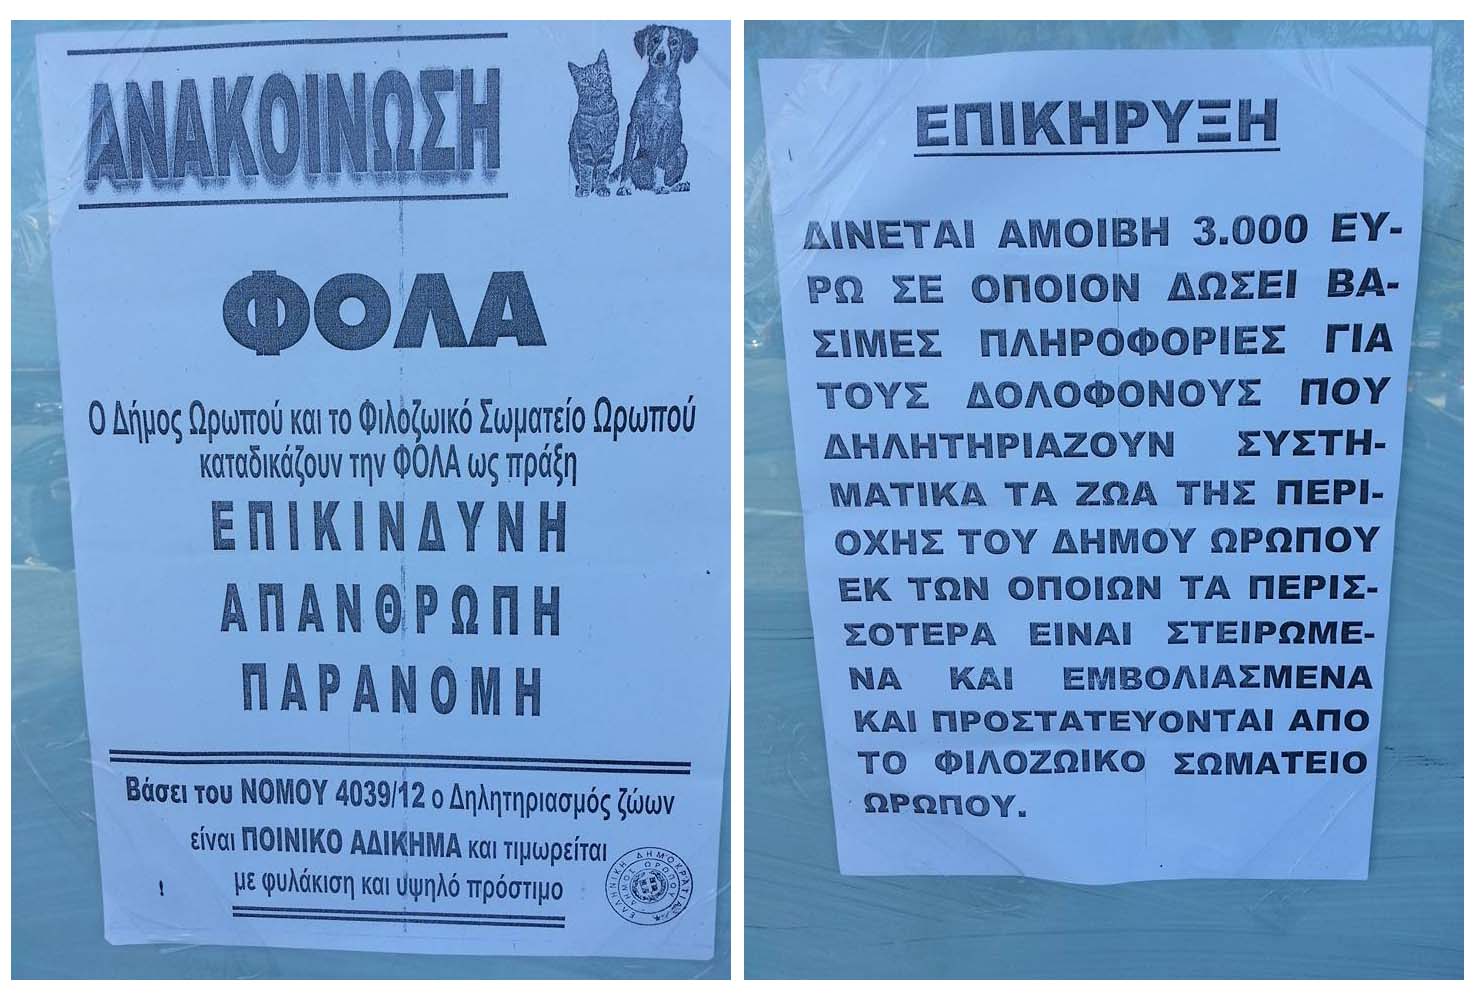 ΑΝΑΚΟΙΝΩΣΗ
ΦΟΛΑ
Ο Δήμος Ωρωπού και το Φιλοζωικό Σωματείο Ωρωπού
καταδικάζουν την ΦΟΛΑ ως πράξη
ΕΠΙΚΙΝΔΥΝΗ
ΑΠΑΝΘΡΩΠΗ
ΠΑΡΑΝΟΜΗ
Βάσει του ΝΟΜΟΥ 4039/12 ο Δηλητηριασμός ζώων
είναι ΠΟΙΝΙΚΟ ΑΔΙΚΗΜΑ και τιμωρείται
με φυλάκιση και υψηλό πρόστιμο
!
ΕΛΛΗΝΙΚΗ ΔΗΜΟΚΡΑΤΙΑ
ΔΗΜΟΣ ΩΡΩΠΟΥ
ΕΠΙΚΗΡΥΞΗ
ΔΙΝΕΤΑΙ ΑΜΟΙΒΗ 3.000 ΕΥ-
ΡΩ ΣΕ ΟΠΟΙΟΝ ΔΩΣΕΙ ΒΑ-
ΣΙΜΕΣ ΠΛΗΡΟΦΟΡΙΕΣ ΓΙΑ
ΤΟΥΣ ΔΟΛΟΦΟΝΟΥΣ ΠΟΥ
ΔΗΛΗΤΗΡΙΑΖΟΥΝ ΣΥΣΤΗ-
ΜΑΤΙΚΑ ΤΑ ΖΩΑ ΤΗΣ ΠΕΡΙ-
ΟΧΗΣ ΤΟΥ ΔΗΜΟΥ ΩΡΩΠΟΥ
ΕΚ ΤΩΝ ΟΠΟΙΩΝ ΤΑ ΠΕΡΙΣ-
ΣΟΤΕΡΑ ΕΙΝΑΙ ΣΤΕΙΡΩΜΕ-
ΝΑ ΚΑΙ ΕΜΒΟΛΙΑΣΜΕΝΑ
ΚΑΙ ΠΡΟΣΤΑΤΕΥΟΝΤΑΙ ΑΠΟ
ΤΟ ΦΙΛΟΖΩΙΚΟ ΣΩΜΑΤΕΙΟ
ΩΡΩΠΟΥ.